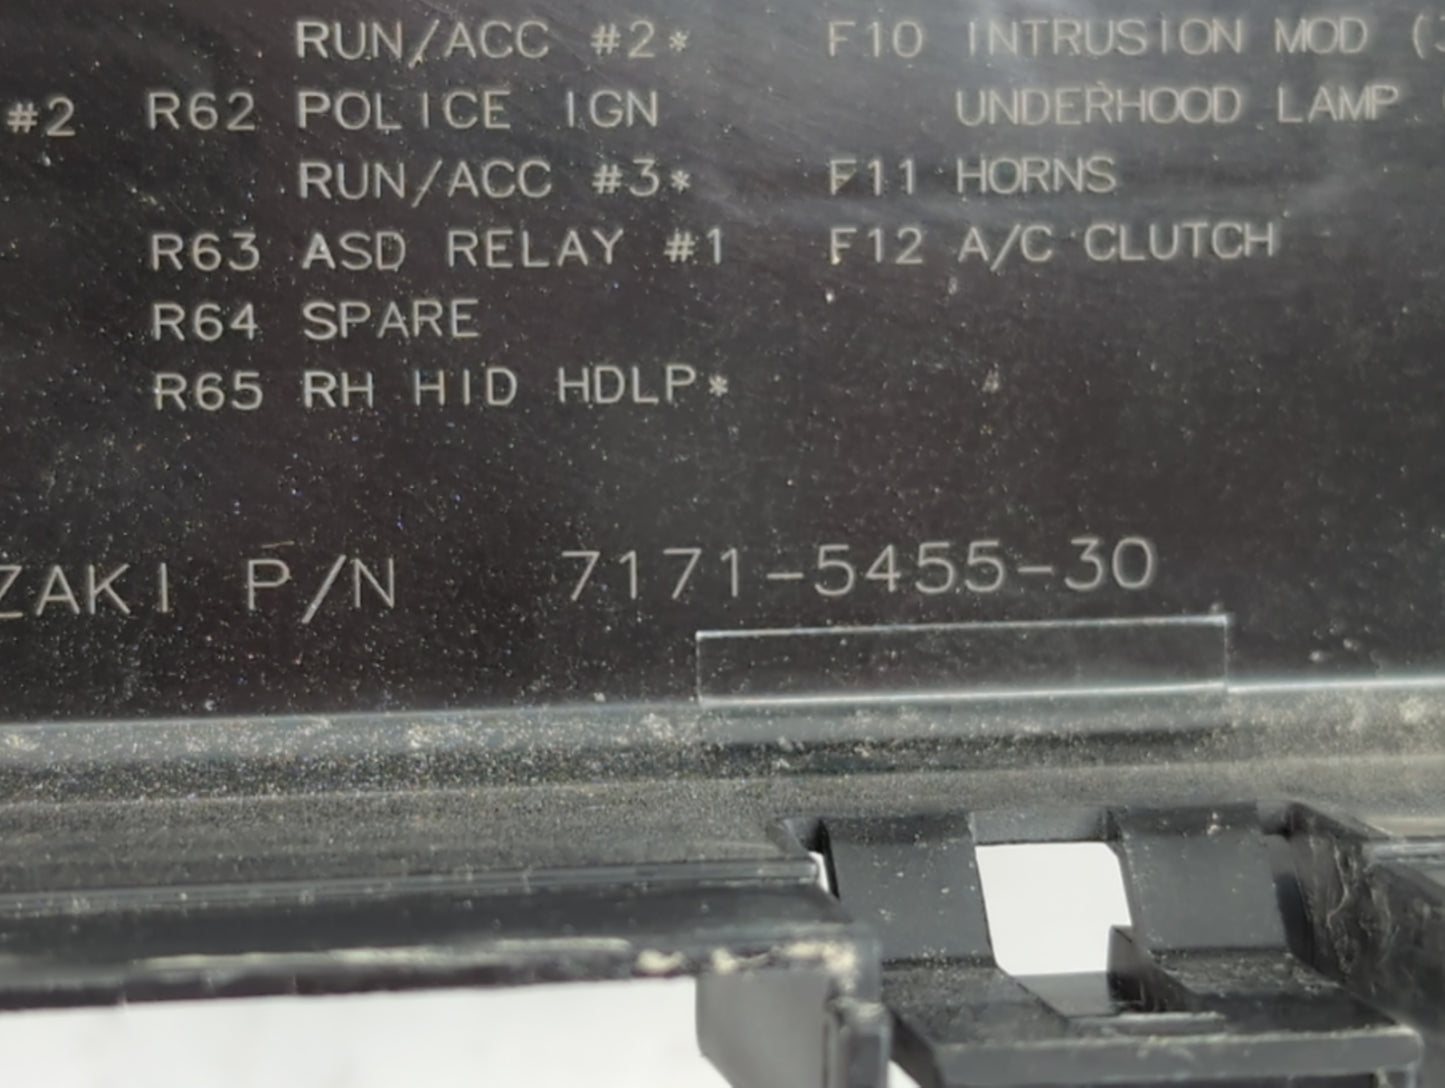 RUN/ACC #2* F10 INTRUSION MOD (
#2 R62 POLICE IGN UNDERHOOD LAMP
RUN/ACC #3* F11 HORNS
R63 ASD RELAY #1 F12 A/C CLUTCH
R64 SPARE
R65 RH HID HDLP*
ZAKI P/N 7171-5455-30